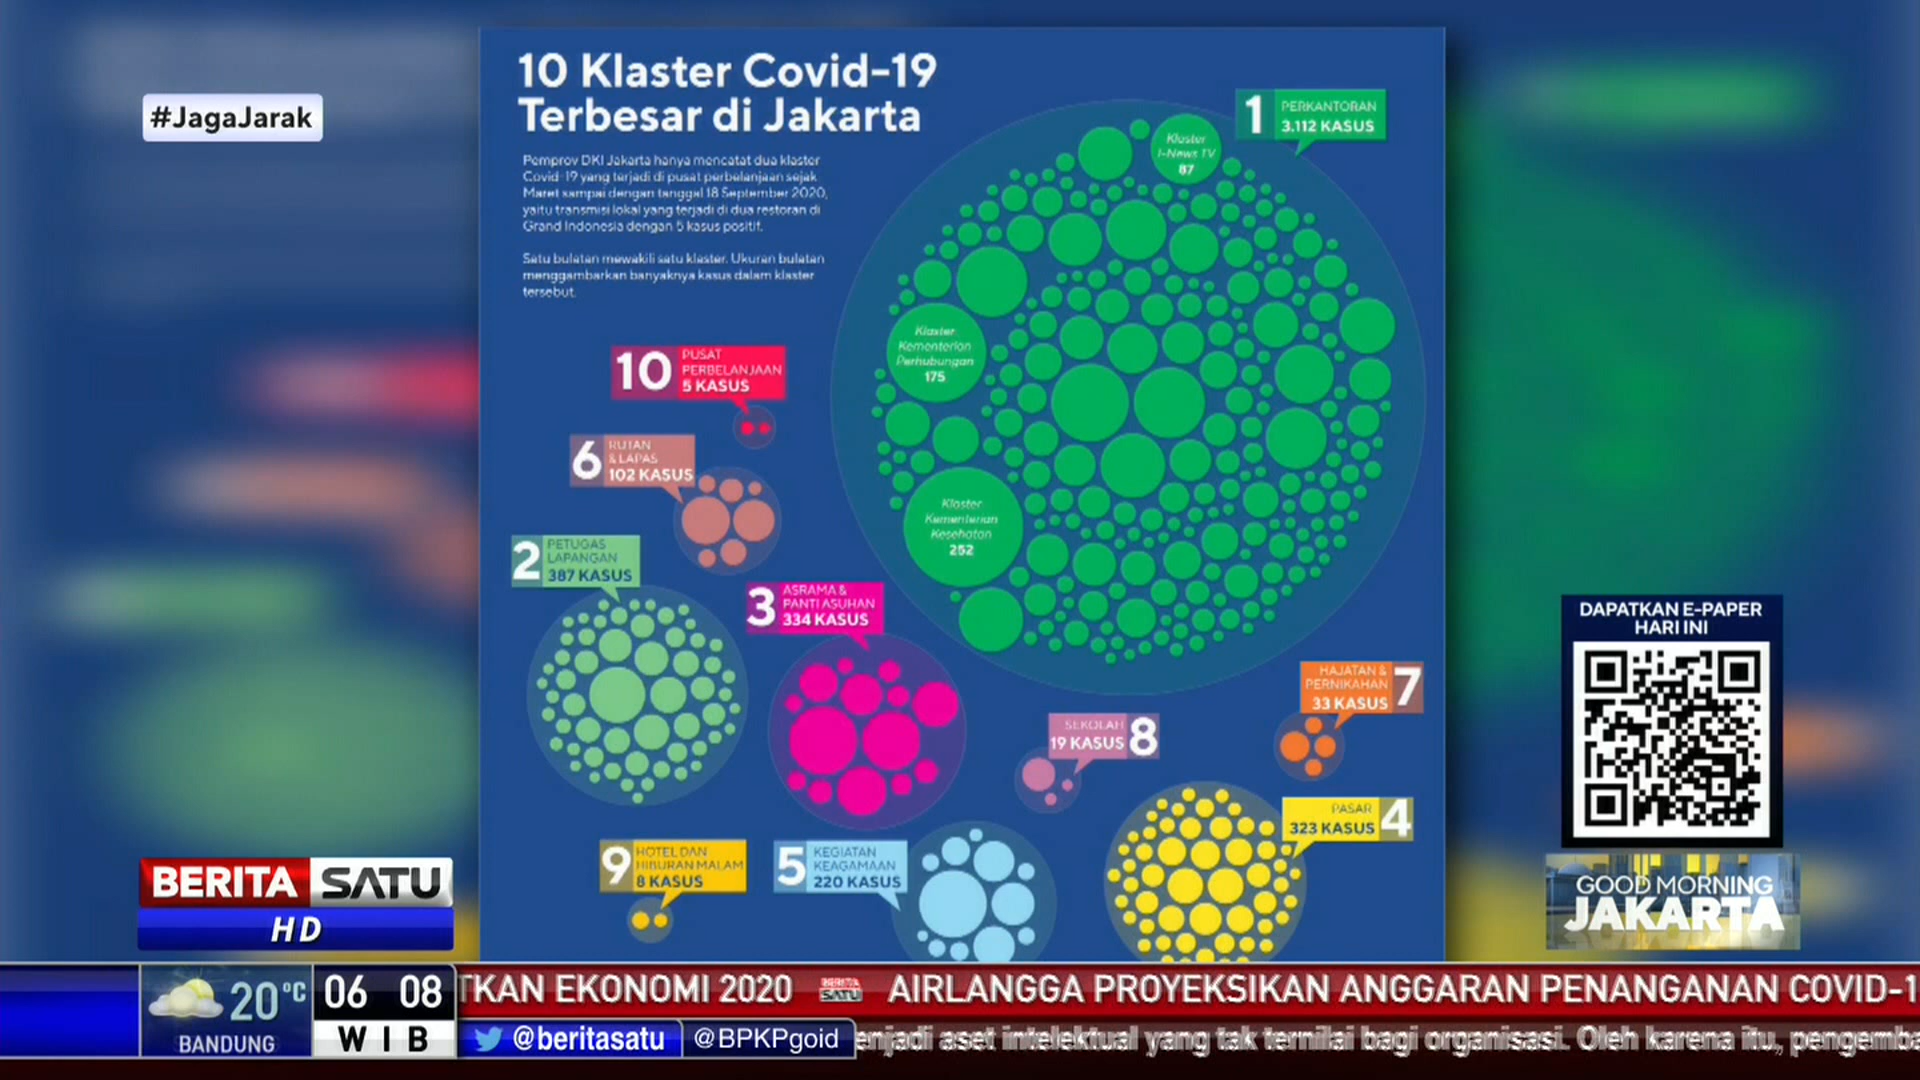 #JagaJarak
10 Klaster Covid-19
Terbesar di Jakarta
Pemprov DKI Jakarta hanya mencatat dua klaster
Covid-19 yang terjadi di pusat perbelanjaan sejak
Maret sampai dengan tanggal 18 September 2020,
yaitu transmisi lokal yang terjadi di dua restoran di
Grand Indonesia dengan 5 kasus positif.
Satu bulatan mewakili satu klaster. Ukuran bulatan
menggambarkan banyaknya kasus dalam klaster
tersebut.
1 PERKANTORAN
3.112 KASUS
Klaster
I-News TV
87
Klaster
Kementerian
Perhubungan
175
Klaster
Kementerian
Kesehatan
252
10 PUSAT
PERBELANJAAN
5 KASUS
6 RUTAN
& LAPAS
102 KASUS
2 PETUGAS
LAPANGAN
387 KASUS
3 ASRAMA &
PANTI ASUHAN
334 KASUS
HAJATAN & 7
PERNIKAHAN
33 KASUS
SEKOLAH 8
19 KASUS
PASAR 4
323 KASUS
9 HOTEL DAN
HIBURAN MALAM
8 KASUS
5 KEGIATAN
KEAGAMAAN
220 KASUS
DAPATKAN E-PAPER
HARI INI
GOOD MORNING
JAKARTA
BERITA SATU
HD
20°C
BANDUNG
06 08
WIB
TKAN EKONOMI 2020 BERITA SATU AIRLANGGA PROYEKSIKAN ANGGARAN PENANGANAN COVID-1
@beritasatu @BPKPgoid enjadi aset intelektual yang tak ternilai bagi organisasi. Oleh karena itu, pengemba